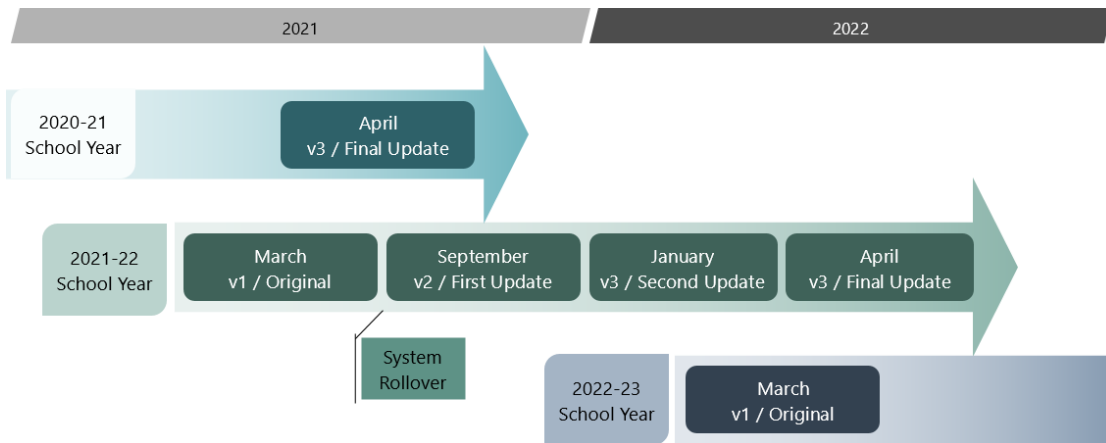 2021
2022
2020-21
School Year
April
v3 / Final Update
2021-22
School Year
March
v1 / Original
September
v2 / First Update
January
v3 / Second Update
April
v3 / Final Update
System
Rollover
2022-23
School Year
March
v1 / Original